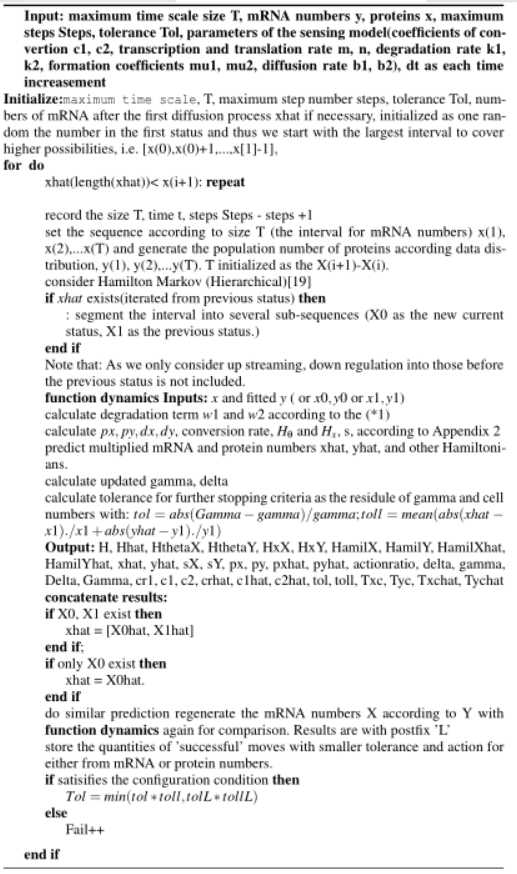 Input: maximum time scale size T, mRNA numbers y, proteins x, maximum
steps Steps, tolerance Tol, parameters of the sensing model(coefficients of con-
vertion c1, c2, transcription and translation rate m, n, degradation rate k1,
k2, formation coefficients mu1, mu2, diffusion rate b1, b2), dt as each time
increasement
Initialize:maximum time scale, T, maximum step number steps, tolerance Tol, num-
bers of mRNA after the first diffusion process xhat if necessary, initialized as one ran-
dom the number in the first status and thus we start with the largest interval to cover
higher possibilities, i.e. [x(0),x(0)+1,...,x[1]-1],
for do
xhat(length(xhat))< x(i+1): repeat
record the size T, time t, steps Steps - steps +1
set the sequence according to size T (the interval for mRNA numbers) x(1),
x(2),...x(T) and generate the population number of proteins according data dis-
tribution, y(1), y(2),...y(T). T initialized as the X(i+1)-X(i).
consider Hamilton Markov (Hierarchical)[19]
if xhat exists(iterated from previous status) then
: segment the interval into several sub-sequences (X0 as the new current
status, X1 as the previous status.)
end if
Note that: As we only consider up streaming, down regulation into those before
the previous status is not included.
function dynamics Inputs: x and fitted y ( or x0,y0 or x1,y1)
calculate degradation term w1 and w2 according to the (*1)
calculate px, py, dx, dy, conversion rate, Hθ and Hx, s, according to Appendix 2
predict multiplied mRNA and protein numbers xhat, yhat, and other Hamiltoni-
ans.
calculate updated gamma, delta
calculate tolerance for further stopping criteria as the residule of gamma and cell
numbers with: tol = abs(Gamma − gamma)/gamma;toll = mean(abs(xhat −
x1)./x1 + abs(yhat − y1)./y1)
Output: H, Hhat, HthetaX, HthetaY, HxX, HxY, HamilX, HamilY, HamilXhat,
HamilYhat, xhat, yhat, sX, sY, px, py, pxhat, pyhat, actionratio, delta, gamma,
Delta, Gamma, cr1, c1, c2, crhat, c1hat, c2hat, tol, toll, Txc, Tyc, Txchat, Tychat
concatenate results:
if X0, X1 exist then
xhat = [X0hat, X1hat]
end if;
if only X0 exist then
xhat = X0hat.
end if
do similar prediction regenerate the mRNA numbers X according to Y with
function dynamics again for comparison. Results are with postfix 'L'
store the quantities of 'successful' moves with smaller tolerance and action for
either from mRNA or protein numbers.
if satisifies the configuration condition then
Tol = min(tol ∗ toll,tolL ∗ tollL)
else
Fail++
end if